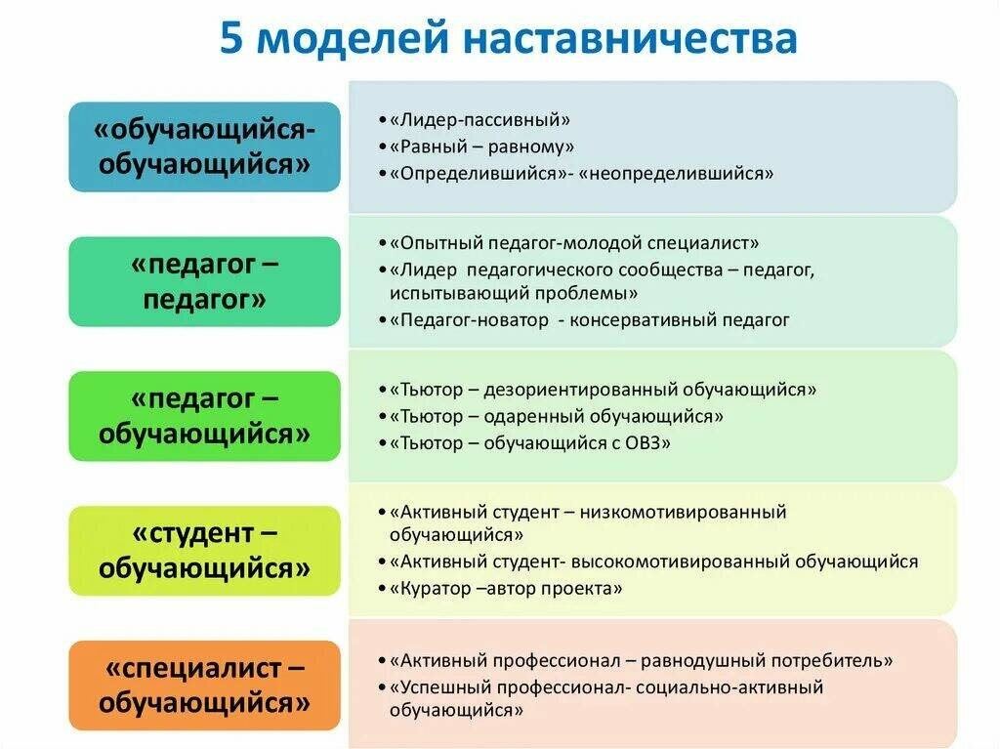 5 моделей наставничества
«обучающийся-
обучающийся»
•«Лидер-пассивный»
•«Равный – равному»
•«Определившийся»- «неопределившийся»
«педагог –
педагог»
•«Опытный педагог-молодой специалист»
•«Лидер педагогического сообщества – педагог,
испытывающий проблемы»
•«Педагог-новатор - консервативный педагог
«педагог –
обучающийся»
•«Тьютор – дезориентированный обучающийся»
•«Тьютор – одаренный обучающийся»
•«Тьютор – обучающийся с ОВЗ»
«студент –
обучающийся»
•«Активный студент – низкомотивированный
обучающийся»
•«Активный студент- высокомотивированный обучающийся
•«Куратор –автор проекта»
«специалист –
обучающийся»
•«Активный профессионал – равнодушный потребитель»
•«Успешный профессионал- социально-активный
обучающийся»